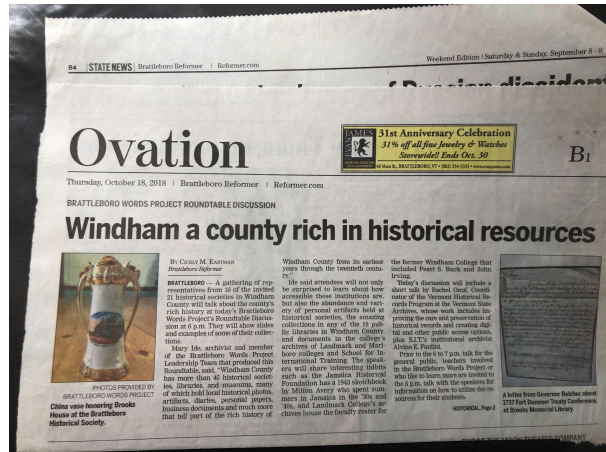 B4 | STATE NEWS | Brattleboro Reformer | Reformer.com
Weekend Edition | Saturday & Sunday, September 8 - 9,
of Russian dissident
Ovation
JAMES
31st Anniversary Celebration
31% off all fine Jewelry & Watches
Storewide!! Ends Oct. 30
B1
Thursday, October 18, 2018 | Brattleboro Reformer | Reformer.com
BRATTLEBORO WORDS PROJECT ROUNDTABLE DISCUSSION
Windham a county rich in historical resources
PHOTOS PROVIDED BY
BRATTLEBORO WORDS PROJECT
China vase honoring Brooks
House at the Brattleboro
Historical Society.
BY CICELY M. EASTMAN
Brattleboro Reformer
BRATTLEBORO — A gathering of rep-
resentatives from 16 of the invited
21 historical societies in Windham
County will talk about the county's
rich history at today's Brattleboro
Words Project's Roundtable Discus-
sion at 6 p.m. They will show slides
and examples of some of their collec-
tions.
Mary Ide, archivist and member
of the Brattleboro Words Project
Leadership Team that produced this
Roundtable, said, "Windham County
has more than 45 historical societ-
ies, libraries, and museums, many
of which hold local historical photos,
artifacts, diaries, personal papers,
business documents and much more
that tell part of the rich history of
Windham County from its earliest
years through the twentieth centu-
ry."
Ide said attendees will not only
be surprised to learn about how
accessible these institutions are,
but also the abundance and vari-
ety of personal artifacts held at
historical societies, the amazing
collections in any of the 19 pub-
lic libraries in Windham County,
and documents in the college's
archives of Landmark and Marl-
boro colleges and School for In-
ternational Training. The speak-
ers will share interesting tidbits
such as the Jamaica Historical
Foundation has a 1943 sketchbook
by Milton Avery who spent sum-
mers in Jamaica in the '30s and
'40s, and Landmark College's ar-
chives house the faculty roster for
the former Windham College that
included Pearl S. Buck and John
Irving.
Today's discussion will include a
short talk by Rachel Onuf, Coordi-
nator of the Vermont Historical Re-
cords Program at the Vermont State
Archives, whose work includes im-
proving the care and preservation of
historical records and creating digi-
tal and other public access options,
plus S.I.T.'s institutional archivist
Alvino E. Fantini.
Prior to the 6 to 7 p.m. talk for the
general public, teachers involved
in the Brattleboro Words Project or
who like to learn more are invited to
the 5 p.m. talk with the speakers for
information on how to utilize the re-
sources for their students.
HISTORICAL, Page 2
A letter from Governor Belcher about
1737 Fort Dummer Treaty Conference,
at Brooks Memorial Library.